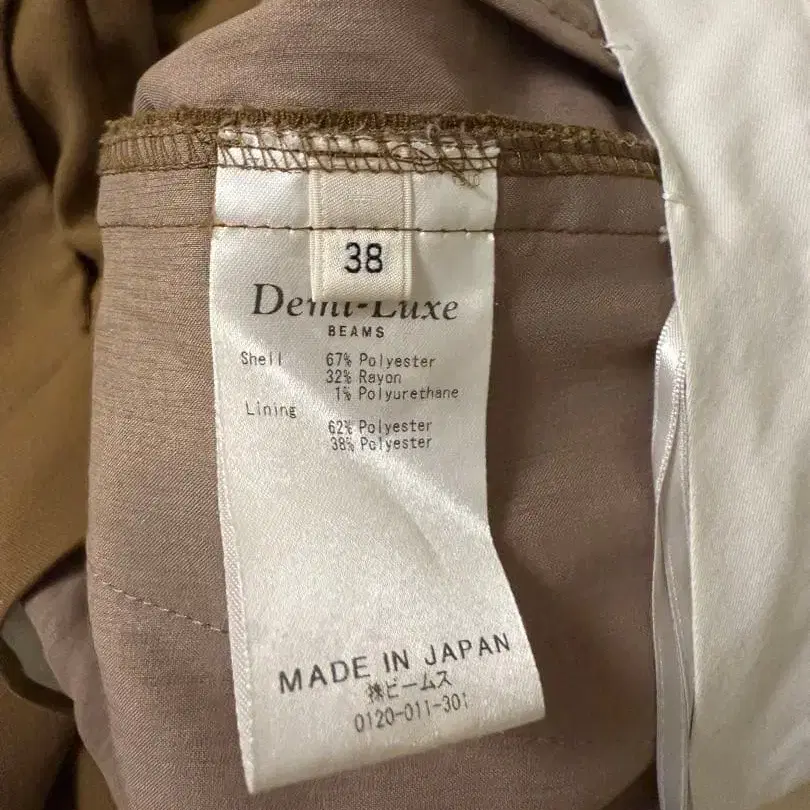 38
Demi-Luxe
BEAMS
Shell 67% Polyester
32% Rayon
1% Polyurethane
Lining
62% Polyester
38% Polyester
MADE IN JAPAN
㈱ビームス
0120-011-301